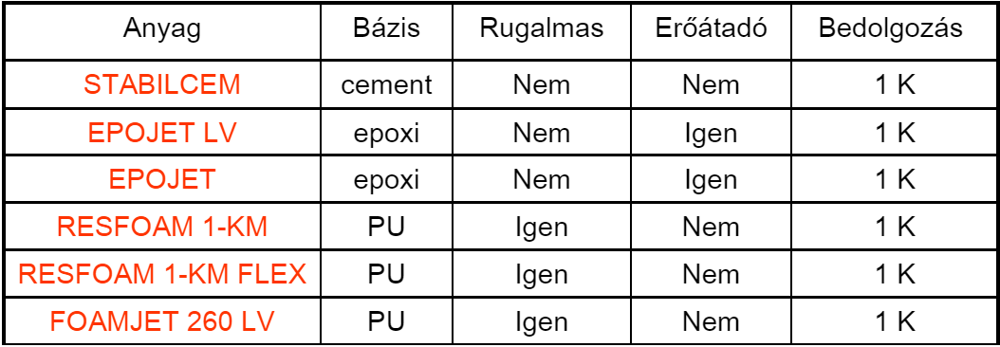 Anyag Bázis Rugalmas Erőátadó Bedolgozás
STABILCEM cement Nem Nem 1 K
EPOJET LV epoxi Nem Igen 1 K
EPOJET epoxi Nem Igen 1 K
RESFOAM 1-KM PU Igen Nem 1 K
RESFOAM 1-KM FLEX PU Igen Nem 1 K
FOAMJET 260 LV PU Igen Nem 1 K